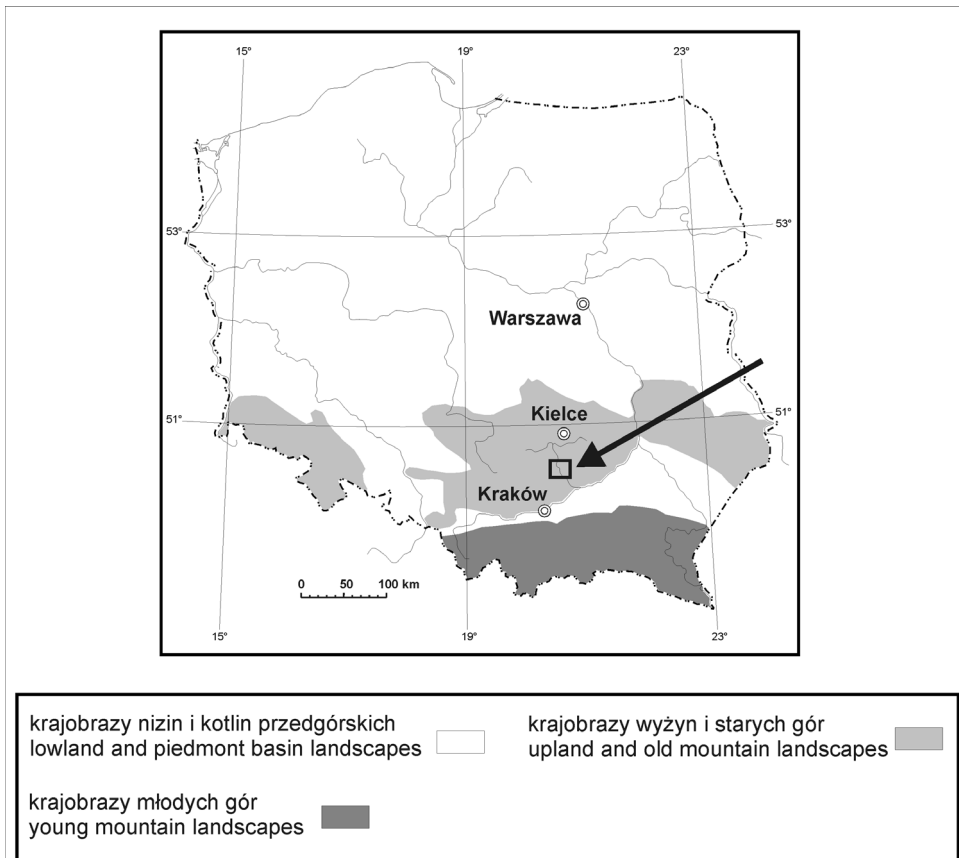 15°
19°
23°
53°
53°
Warszawa
51°
Kielce
51°
Kraków
0 50 100 km
15°
19°
23°
krajobrazy nizin i kotlin przedgórskich
lowland and piedmont basin landscapes
krajobrazy wyżyn i starych gór
upland and old mountain landscapes
krajobrazy młodych gór
young mountain landscapes